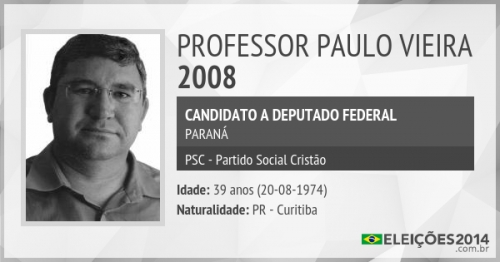 PROFESSOR PAULO VIEIRA
2008
CANDIDATO A DEPUTADO FEDERAL
PARANÁ
PSC - Partido Social Cristão
Idade: 39 anos (20-08-1974)
Naturalidade: PR - Curitiba
ELEIÇÕES2014
.com.br